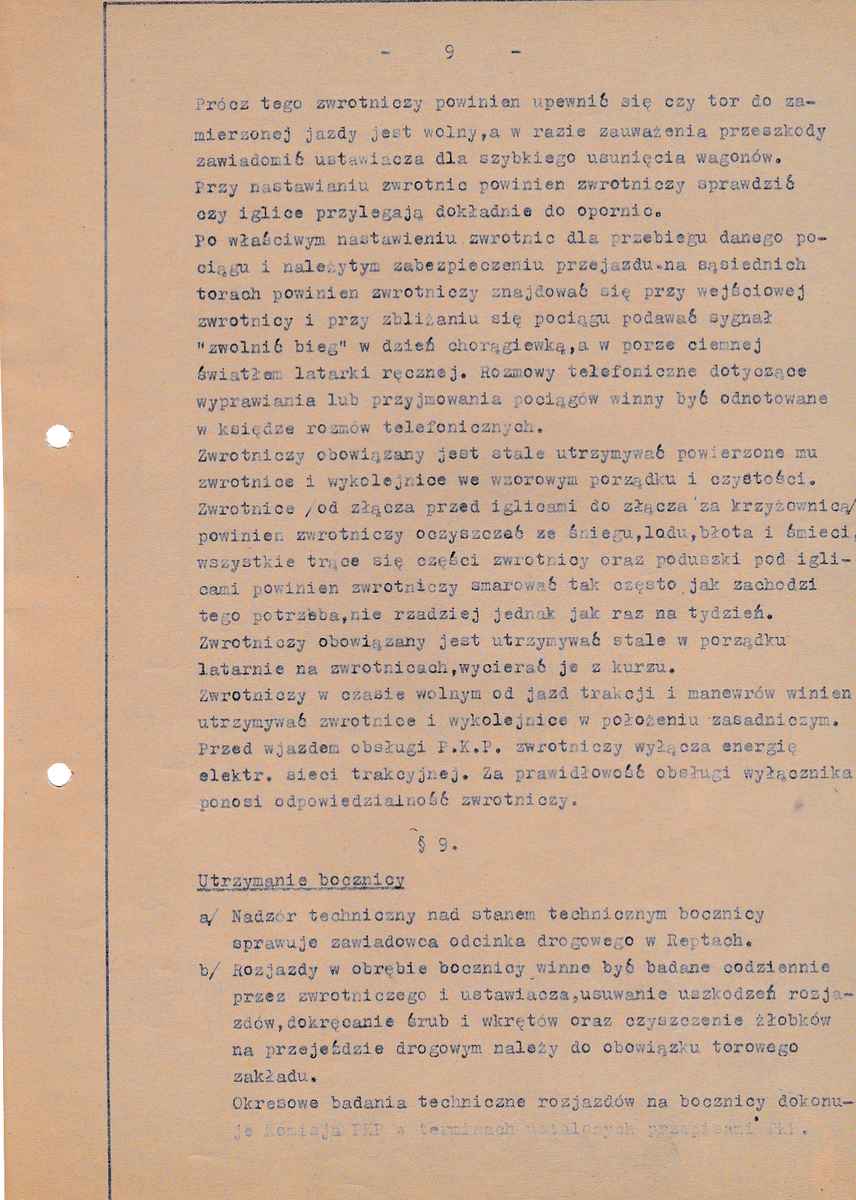 - 9 -
Prócz tego zwrotniczy powinien upewnić się czy tor do za-
mierzonej jazdy jest wolny,a w razie zauważenia przeszkody
zawiadomić ustawiacza dla szybkiego usunięcia wagonów.
Przy nastawianiu zwrotnic powinien zwrotniczy sprawdzić
czy iglice przylegają dokładnie do opornic.
Po właściwym nastawieniu zwrotnic dla przebiegu danego po-
ciągu i należytym zabezpieczeniu przejazdu.na sąsiednich
torach powinien zwrotniczy znajdować się przy wejściowej
zwrotnicy i przy zbliżaniu się pociągu podawać sygnał
"zwolnić bieg" w dzień chorągiewką,a w porze ciemnej
światłem latarki ręcznej. Rozmowy telefoniczne dotyczące
wyprawiania lub przyjmowania pociągów winny być odnotowane
w księdze rozmów telefonicznych.
Zwrotniczy obowiązany jest stale utrzymywać powierzone mu
zwrotnice i wykolejnice we wzorowym porządku i czystości.
Zwrotnice /od złącza przed iglicami do złącza za krzyżownicą/
powinien zwrotniczy oczyszczać ze śniegu,lodu,błota i śmieci,
wszystkie trące się części zwrotnicy oraz poduszki pod igli-
cami powinien zwrotniczy smarować tak często jak zachodzi
tego potrzeba,nie rzadziej jednak jak raz na tydzień.
Zwrotniczy obowiązany jest utrzymywać stale w porządku
latarnie na zwrotnicach,wycierać je z kurzu.
Zwrotniczy w czasie wolnym od jazd trakcji i manewrów winien
utrzymywać zwrotnice i wykolejnice w położeniu zasadniczym.
Przed wjazdem obsługi P.K.P. zwrotniczy wyłącza energię
elektr. sieci trakcyjnej. Za prawidłowość obsługi wyłącznika
ponosi odpowiedzialność zwrotniczy.
§ 9.
Utrzymanie bocznicy
a/ Nadzór techniczny nad stanem technicznym bocznicy
sprawuje zawiadowca odcinka drogowego w Reptach.
b/ Rozjazdy w obrębie bocznicy winne być badane codziennie
przez zwrotniczego i ustawiacza,usuwanie uszkodzeń rozja-
zdów,dokręcanie śrub i wkrętów oraz czyszczenie żłobków
na przejeździe drogowym należy do obowiązku torowego
zakładu.
Okresowe badania techniczne rozjazdów na bocznicy dokonu-
je Komisja PKP w terminach ustalonych przepisami PKP.